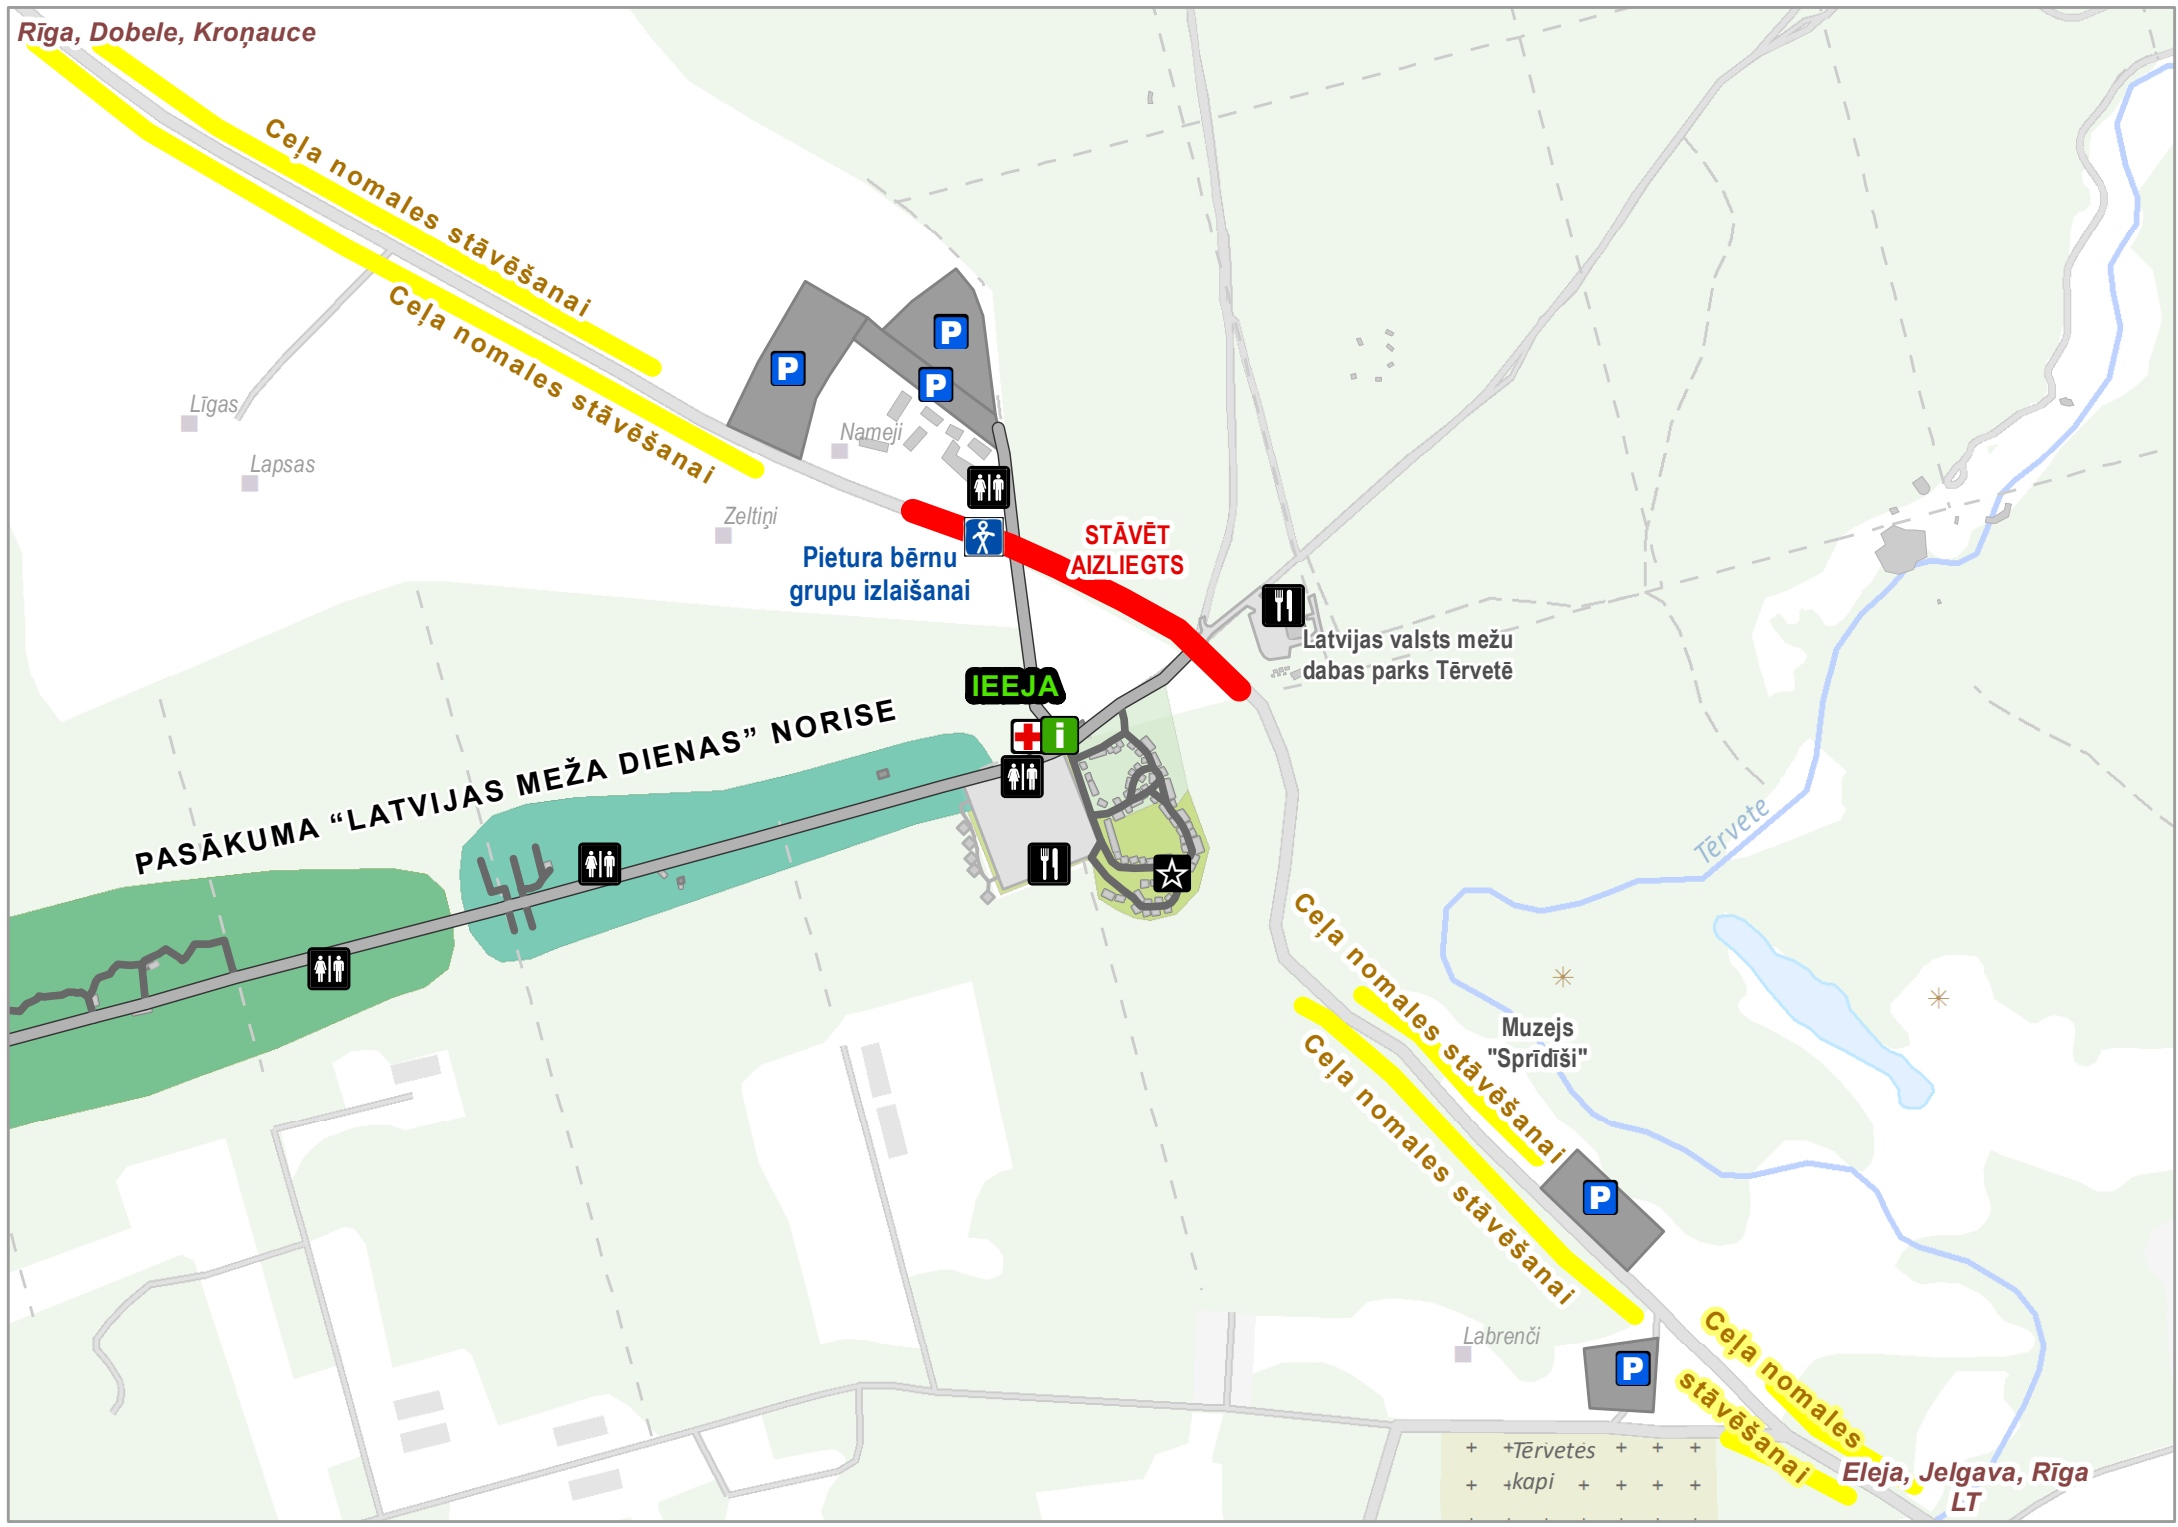 Rīga, Dobele, Kroņauce
Ceļa nomales stāvēšanai
Ceļa nomales stāvēšanai
P
P
P
Līgas
Lapsas
Nameji
Zeltiņi
Pietura bērnu
grupu izlaišanai
STĀVĒT
AIZLIEGTS
Latvijas valsts mežu
dabas parks Tērvetē
IEEJA
i
PASĀKUMA “LATVIJAS MEŽA DIENAS” NORISE
Tērvete
Ceļa nomales stāvēšanai
Ceļa nomales stāvēšanai
Muzejs
"Sprīdīši"
P
Labrenči
P
Ceļa nomales
stāvēšanai
Tērvetes
kapi
Eleja, Jelgava, Rīga
LT